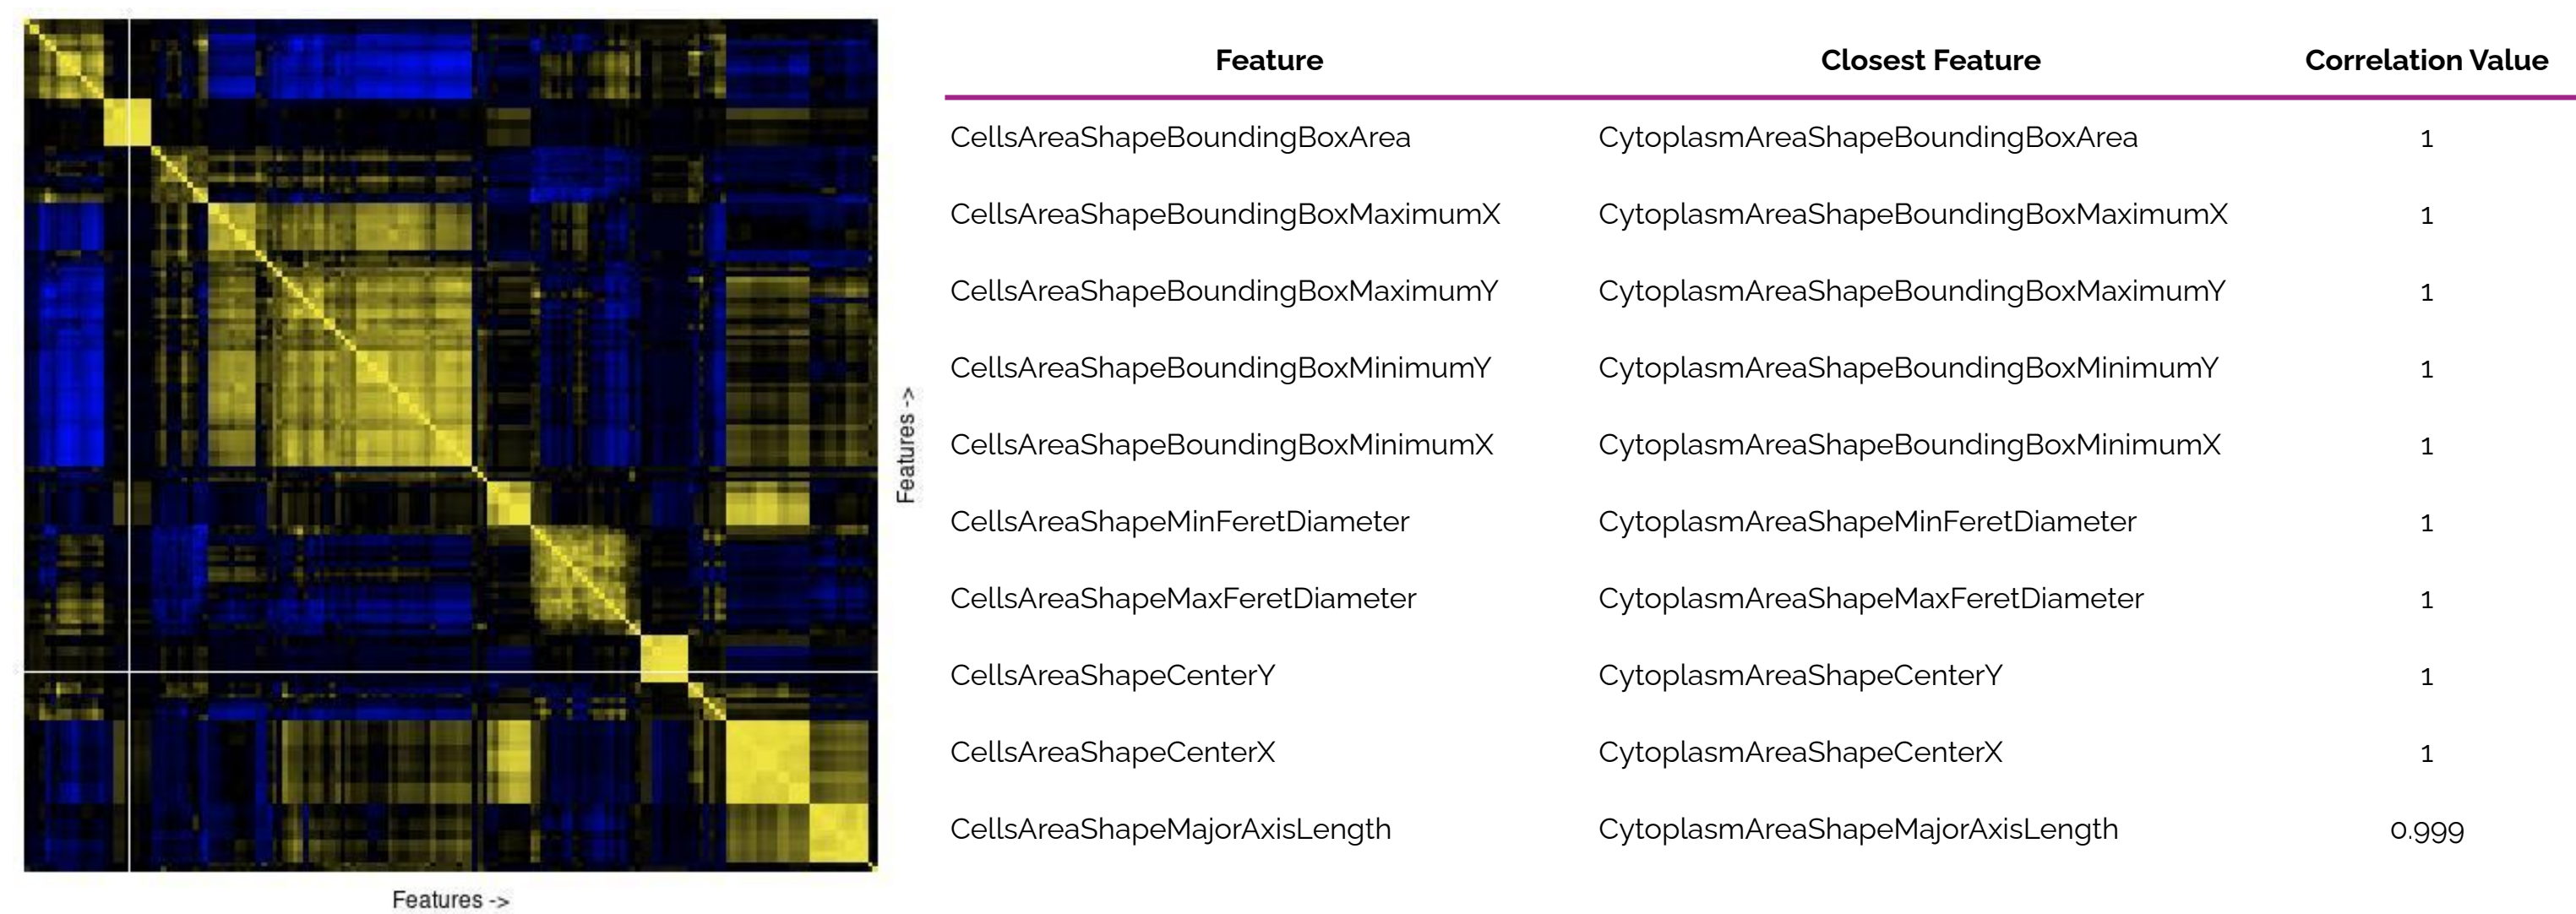 Features ->
Features ->
Feature Closest Feature Correlation Value
CellsAreaShapeBoundingBoxArea CytoplasmAreaShapeBoundingBoxArea 1
CellsAreaShapeBoundingBoxMaximumX CytoplasmAreaShapeBoundingBoxMaximumX 1
CellsAreaShapeBoundingBoxMaximumY CytoplasmAreaShapeBoundingBoxMaximumY 1
CellsAreaShapeBoundingBoxMinimumY CytoplasmAreaShapeBoundingBoxMinimumY 1
CellsAreaShapeBoundingBoxMinimumX CytoplasmAreaShapeBoundingBoxMinimumX 1
CellsAreaShapeMinFeretDiameter CytoplasmAreaShapeMinFeretDiameter 1
CellsAreaShapeMaxFeretDiameter CytoplasmAreaShapeMaxFeretDiameter 1
CellsAreaShapeCenterY CytoplasmAreaShapeCenterY 1
CellsAreaShapeCenterX CytoplasmAreaShapeCenterX 1
CellsAreaShapeMajorAxisLength CytoplasmAreaShapeMajorAxisLength 0.999